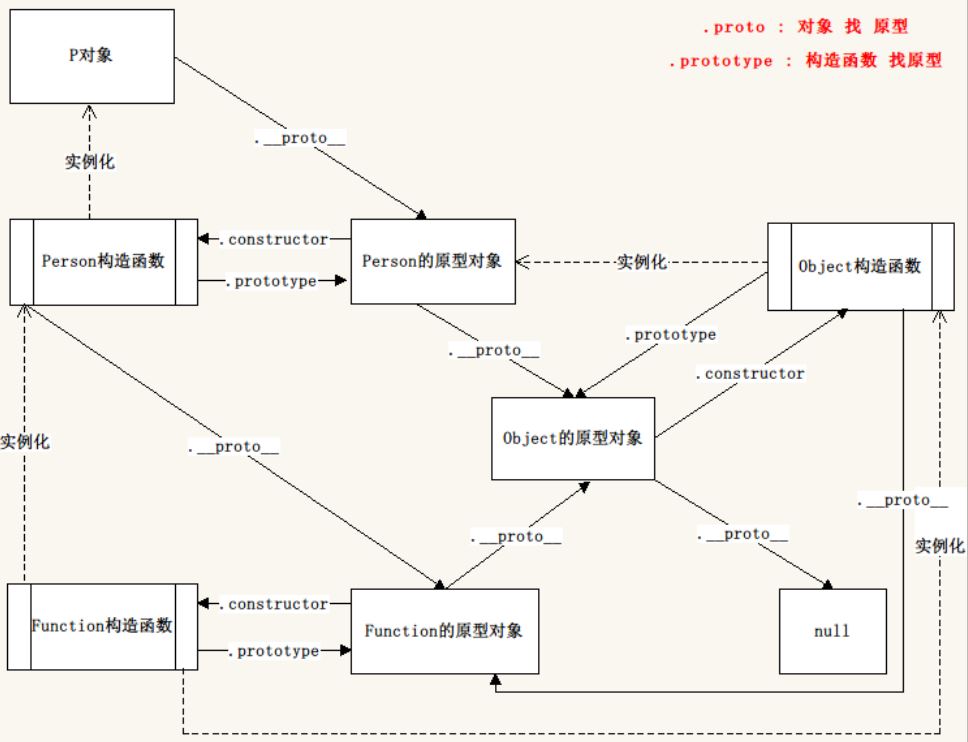 .proto : 对象 找 原型
P对象
.prototype : 构造函数 找原型
.__proto__
实例化
Person构造函数
.constructor
.prototype
Person的原型对象
实例化
Object构造函数
.__proto__
.prototype
.constructor
实例化
.__proto__
Object的原型对象
.__proto__
.__proto__
.__proto__
实例化
Function构造函数
.constructor
.prototype
Function的原型对象
null